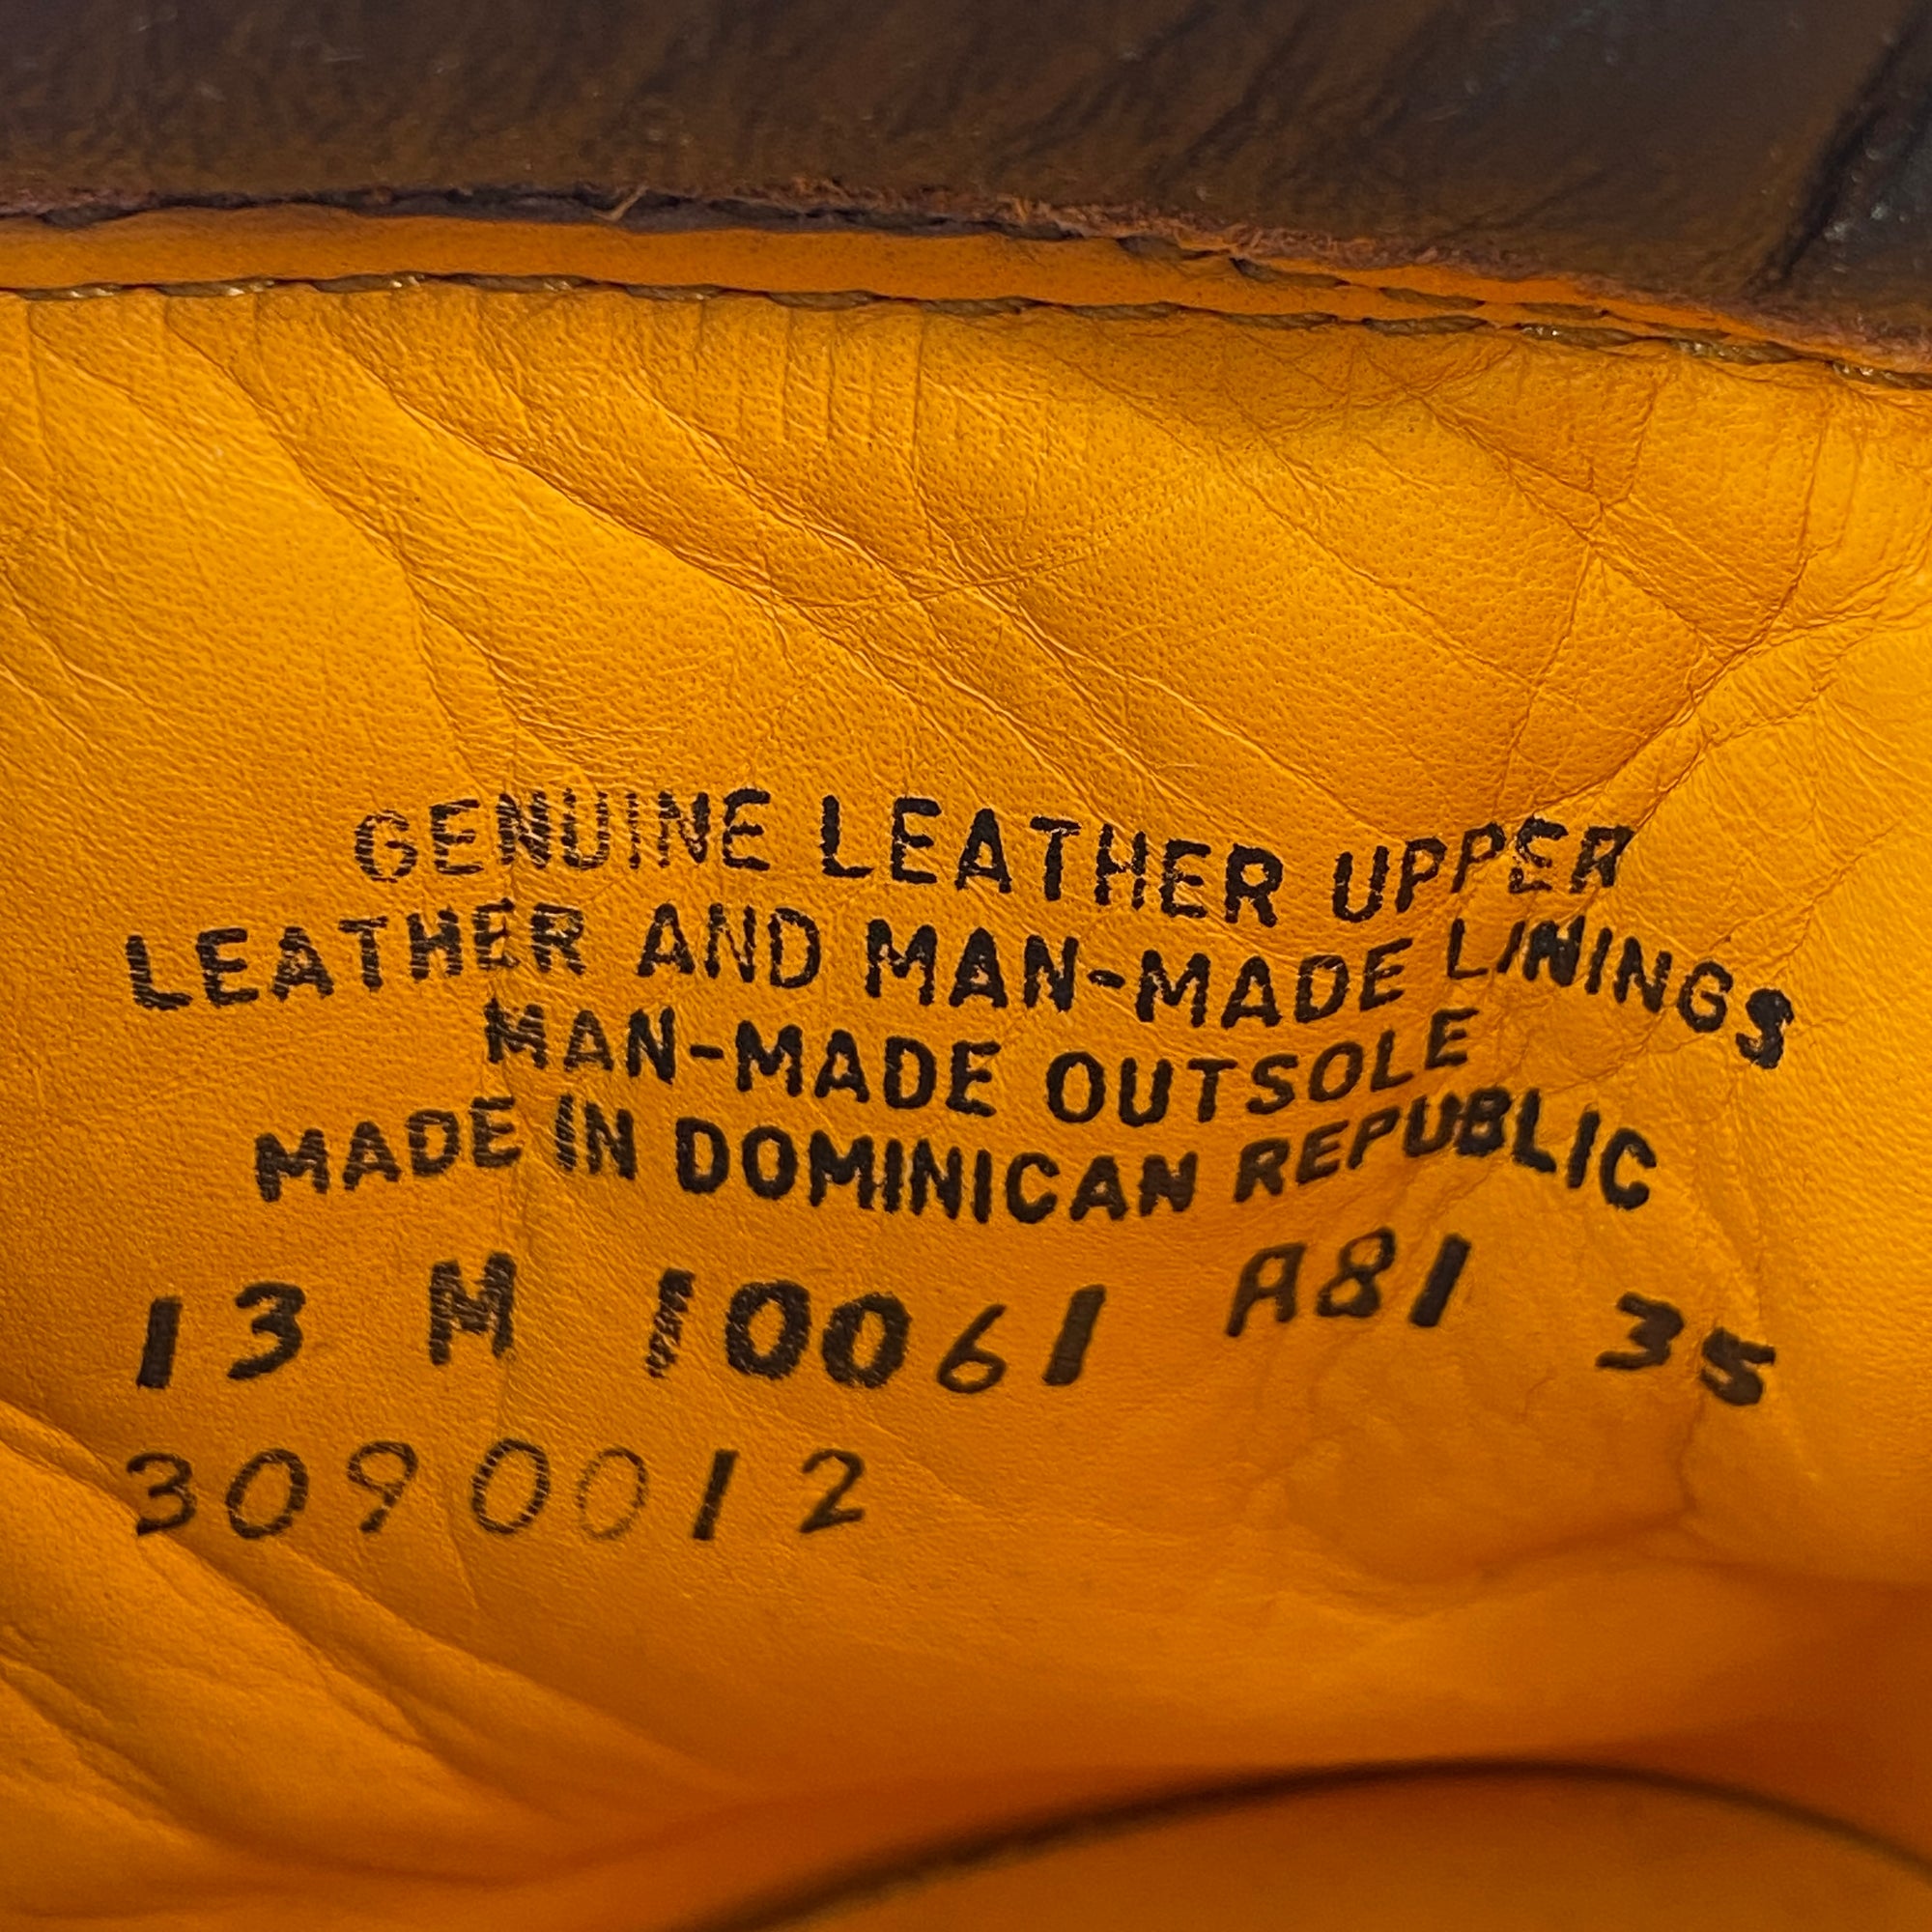 GENUINE LEATHER UPPER
LEATHER AND MAN-MADE LININGS
MAN-MADE OUTSOLE
MADE IN DOMINICAN REPUBLIC
13 M 10061 A81 35
3090012